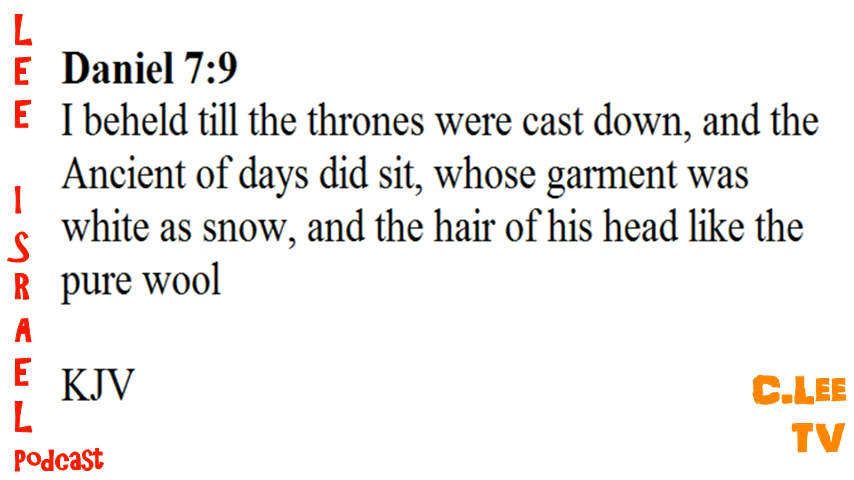 LEE ISRAEL
Podcast
Daniel 7:9
I beheld till the thrones were cast down, and the
Ancient of days did sit, whose garment was
white as snow, and the hair of his head like the
pure wool
KJV
C.LEE
TV